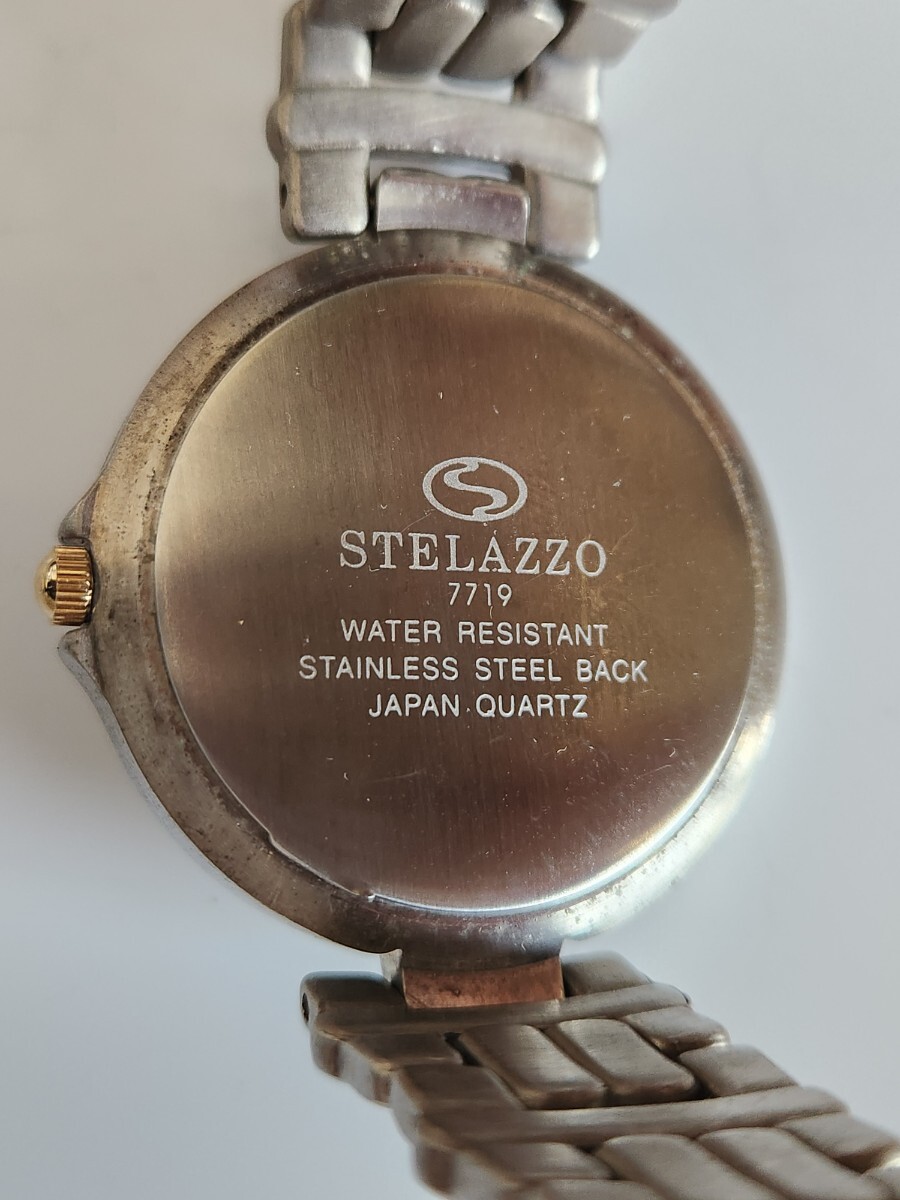 STELAZZO
7719
WATER RESISTANT
STAINLESS STEEL BACK
JAPAN QUARTZ